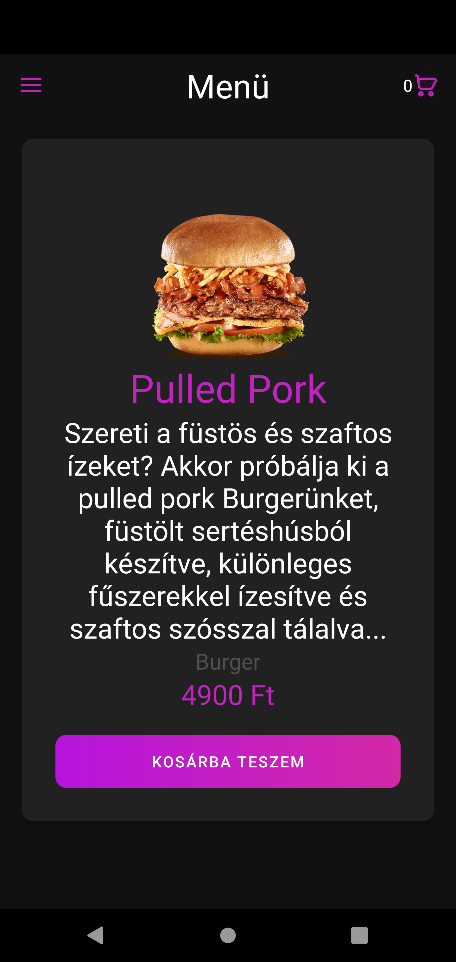 Menü
0
Pulled Pork
Szereti a füstös és szaftos
ízeket? Akkor próbálja ki a
pulled pork Burgerünket,
füstölt sertéshúsból
készítve, különleges
fűszerekkel ízesítve és
szaftos szósszal tálalva...
Burger
4900 Ft
KOSÁRBA TESZEM